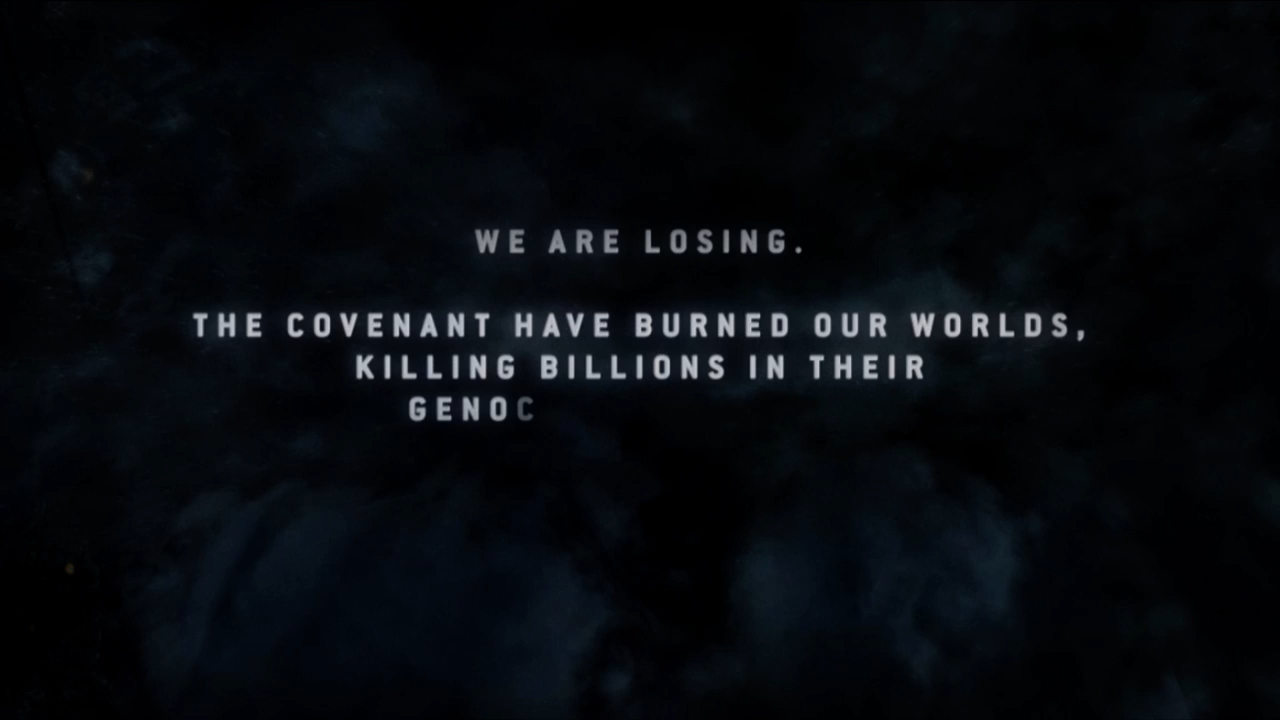 WE ARE LOSING.
THE COVENANT HAVE BURNED OUR WORLDS,
KILLING BILLIONS IN THEIR
GENOC